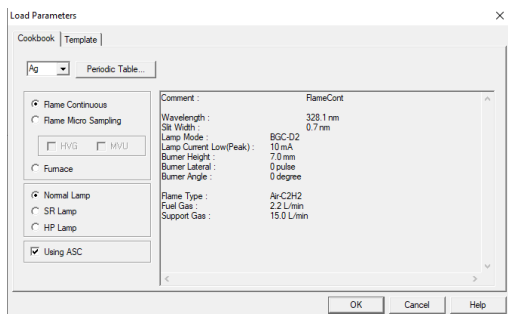 Load Parameters
Cookbook Template
Ag Periodic Table...
Flame Continuous
Flame Micro Sampling
HVG MVU
Furnace
Normal Lamp
SR Lamp
HP Lamp
Using ASC
Comment : FlameCont
Wavelength : 328.1 nm
Slit Width : 0.7 nm
Lamp Mode : BGC-D2
Lamp Current Low(Peak) : 10 mA
Burner Height : 7.0 mm
Burner Lateral : 0 pulse
Burner Angle : 0 degree
Flame Type : Air-C2H2
Fuel Gas : 2.2 L/min
Support Gas : 15.0 L/min
OK Cancel Help